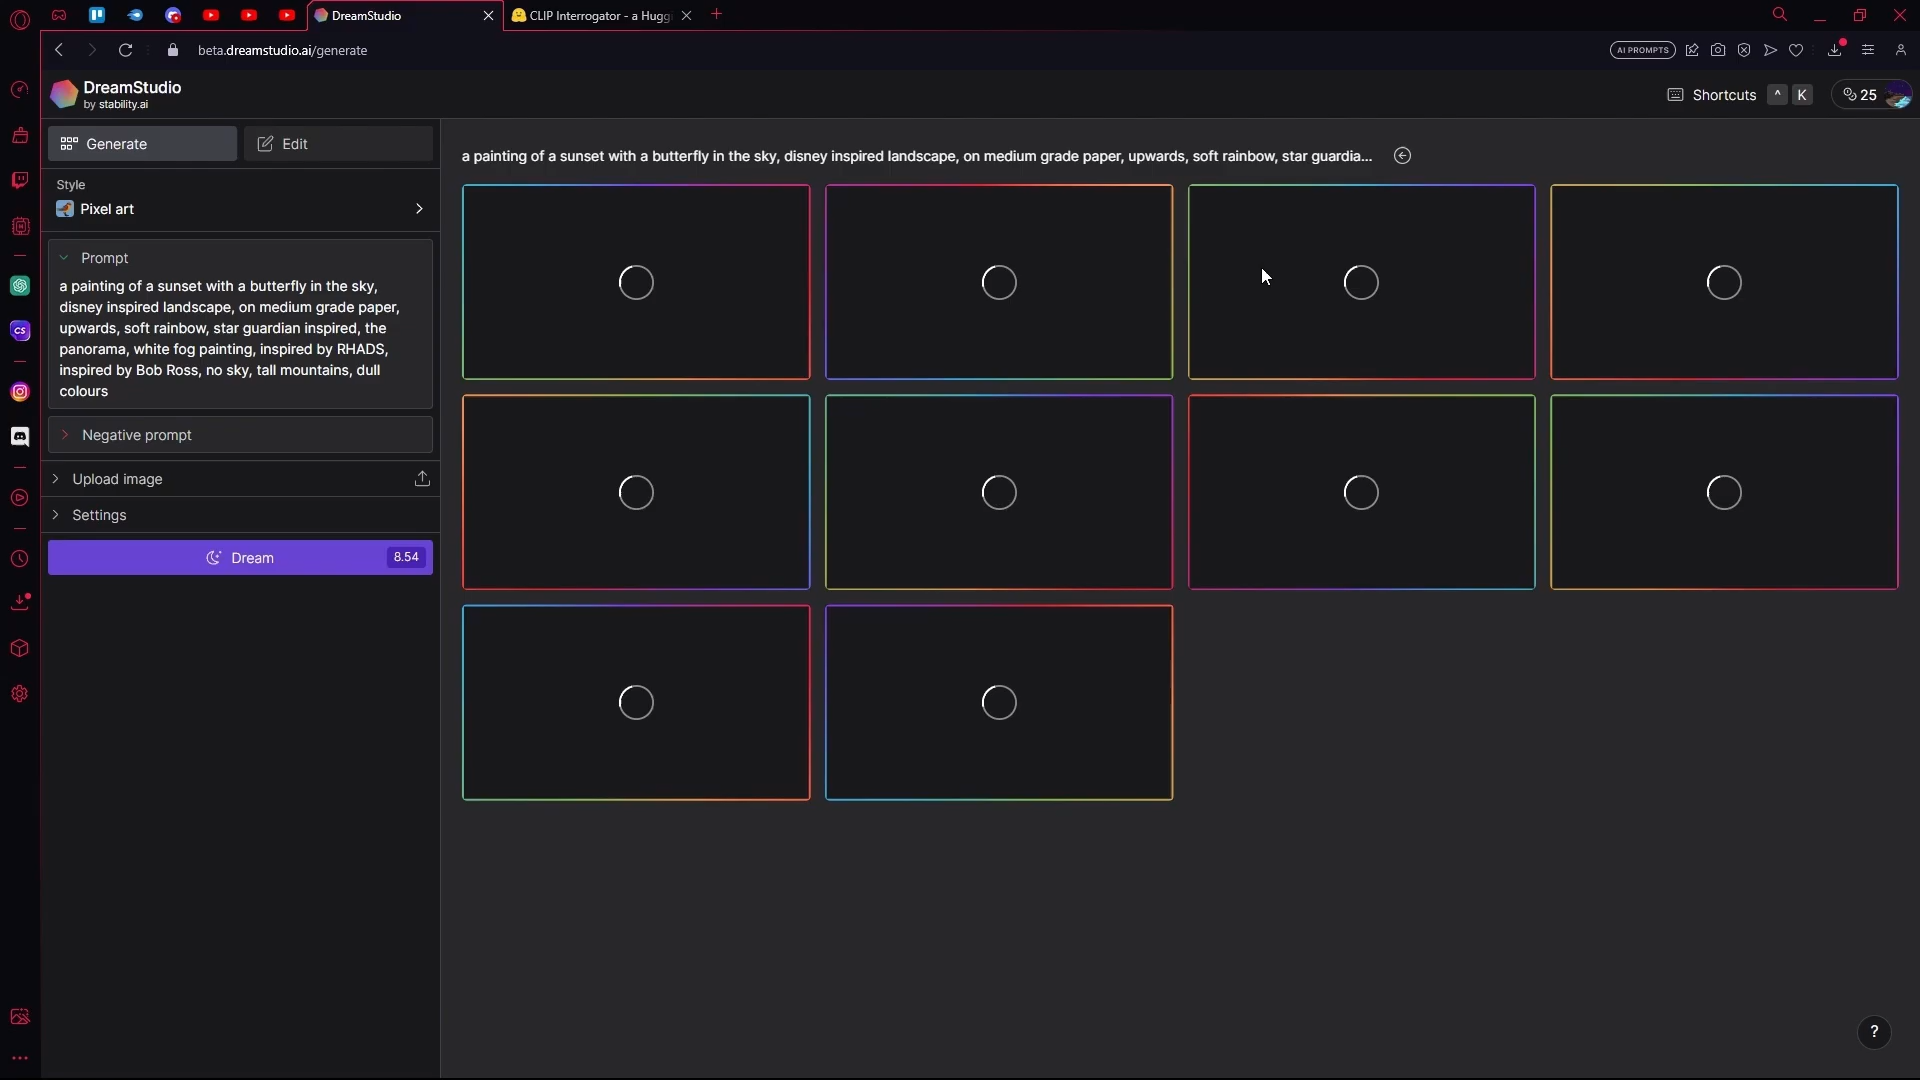 DreamStudio
CLIP Interrogator - a Hugg
beta.dreamstudio.ai/generate
AI PROMPTS
DreamStudio
by stability.ai
Shortcuts
^
K
25
Generate
Edit
Style
Pixel art
Prompt
a painting of a sunset with a butterfly in the sky,
disney inspired landscape, on medium grade paper,
upwards, soft rainbow, star guardian inspired, the
panorama, white fog painting, inspired by RHADS,
inspired by Bob Ross, no sky, tall mountains, dull
colours
Negative prompt
Upload image
Settings
Dream
8.54
a painting of a sunset with a butterfly in the sky, disney inspired landscape, on medium grade paper, upwards, soft rainbow, star guardia...
CS
?